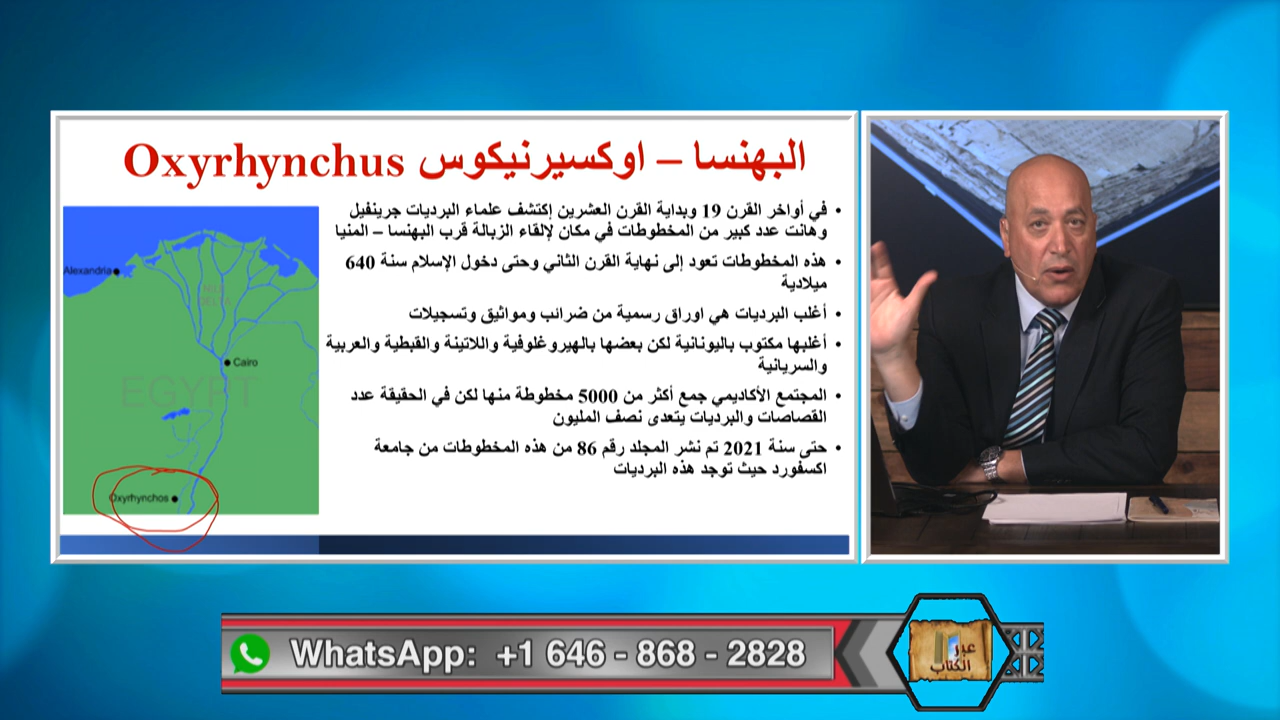 البهنسا – اوكسيرنيكوس Oxyrhynchus
• في أواخر القرن 19 وبداية القرن العشرين إكتشف علماء البرديات جرينفيل
وهانت عدد كبير من المخطوطات في مكان لإلقاء الزبالة قرب البهنسا – المنيا
• هذه المخطوطات تعود إلى نهاية القرن الثاني وحتى دخول الإسلام سنة 640
ميلادية
• أغلب البرديات هي اوراق رسمية من ضرائب ومواثيق وتسجيلات
• أغلبها مكتوب باليونانية لكن بعضها بالهيروغلوفية واللاتينة والقبطية والعربية
والسريانية
• المجتمع الأكاديمي جمع أكثر من 5000 مخطوطة منها لكن في الحقيقة عدد
القصاصات والبرديات يتعدى نصف المليون
• حتى سنة 2021 تم نشر المجلد رقم 86 من هذه المخطوطات من جامعة
اكسفورد حيث توجد هذه البرديات
Alexandria
NILE
DELTA
Cairo
EGYPT
Oxyrhynchos
WhatsApp: +1 646 - 868 - 2828
عبر
الكتاب